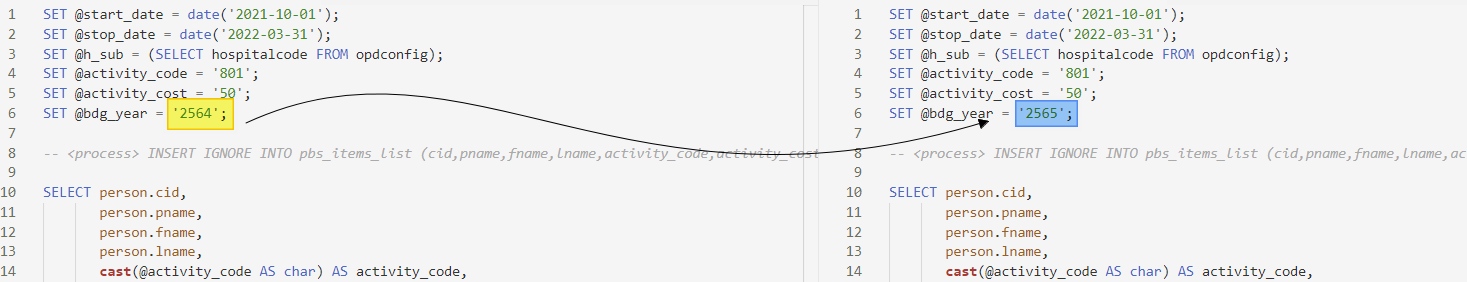 1 SET @start_date = date('2021-10-01');
2 SET @stop_date = date('2022-03-31');
3 SET @h_sub = (SELECT hospitalcode FROM opdconfig);
4 SET @activity_code = '801';
5 SET @activity_cost = '50';
6 SET @bdg_year = '2564';
7
8 -- <process> INSERT IGNORE INTO pbs_items_list (cid,pname,fname,lname,activity_code,activity_cost
9
10 SELECT person.cid,
11 person.pname,
12 person.fname,
13 person.lname,
14 cast(@activity_code AS char) AS activity_code,
1 SET @start_date = date('2021-10-01');
2 SET @stop_date = date('2022-03-31');
3 SET @h_sub = (SELECT hospitalcode FROM opdconfig);
4 SET @activity_code = '801';
5 SET @activity_cost = '50';
6 SET @bdg_year = '2565';
7
8 -- <process> INSERT IGNORE INTO pbs_items_list (cid,pname,fname,lname,ac
9
10 SELECT person.cid,
11 person.pname,
12 person.fname,
13 person.lname,
14 cast(@activity_code AS char) AS activity_code,